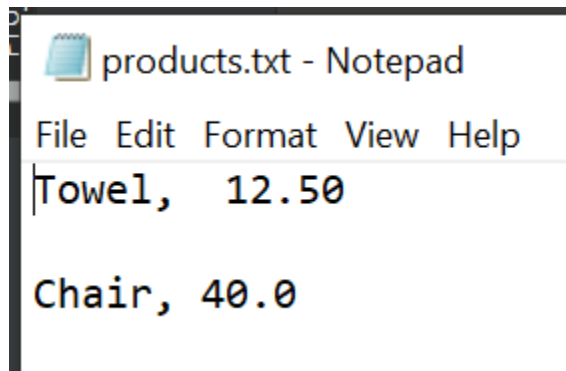 products.txt - Notepad
File Edit Format View Help
Towel,  12.50
Chair, 40.0